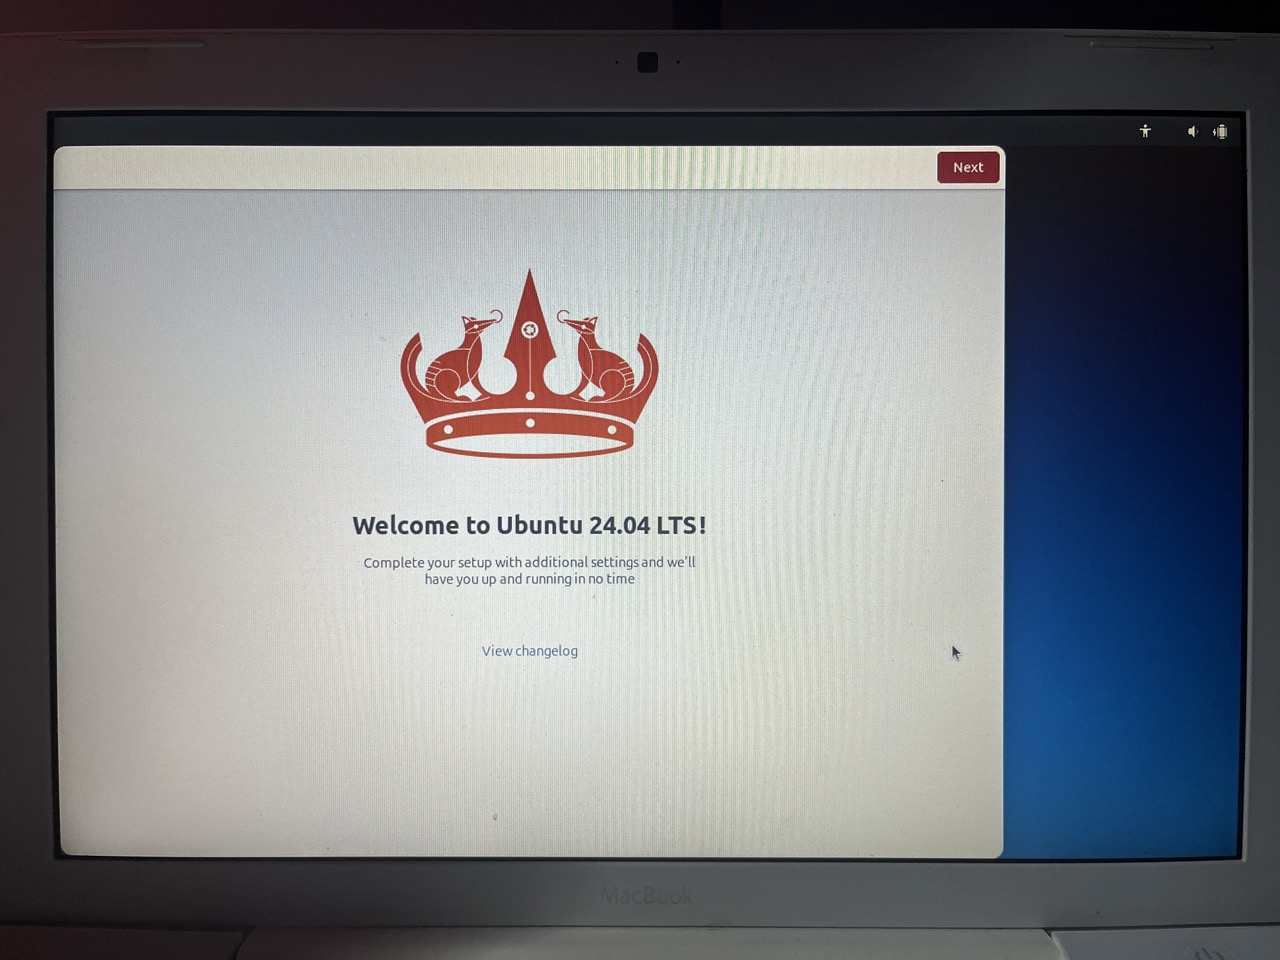 Next
Welcome to Ubuntu 24.04 LTS!
Complete your setup with additional settings and we'll
have you up and running in no time
View changelog
MacBook